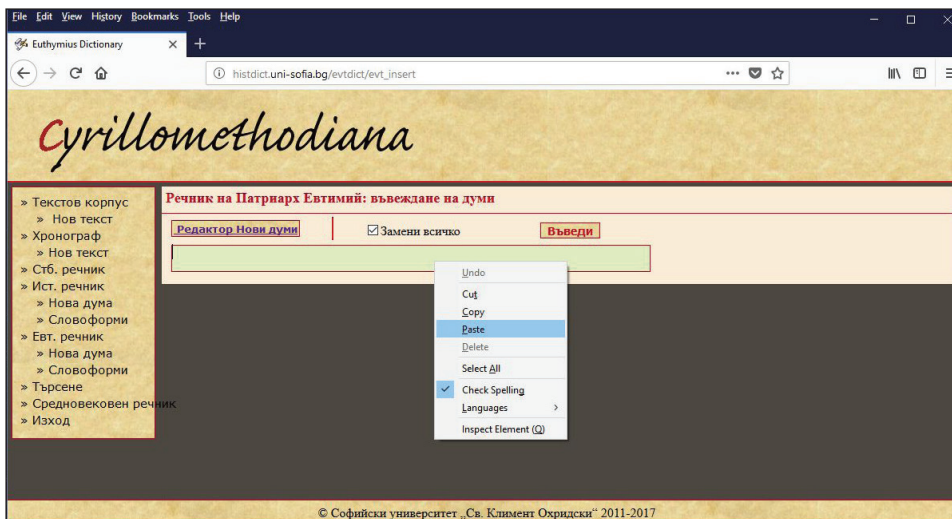 File Edit View History Bookmarks Tools Help
Euthymius Dictionary
histdict.uni-sofia.bg/evtdict/evt_insert
Cyrillomethodiana
» Текстов корпус
» Нов текст
» Хронограф
» Нов текст
» Стб. речник
» Ист. речник
» Нова дума
» Словоформи
» Евт. речник
» Нова дума
» Словоформи
» Търсене
» Средновековен речник
» Изход
Речник на Патриарх Евтимий: въвеждане на думи
Редактор Нови думи
Замени всичко
Въведи
Undo
Cut
Copy
Paste
Delete
Select All
Check Spelling
Languages
Inspect Element (Q)
© Софийски университет „Св. Климент Охридски“ 2011-2017